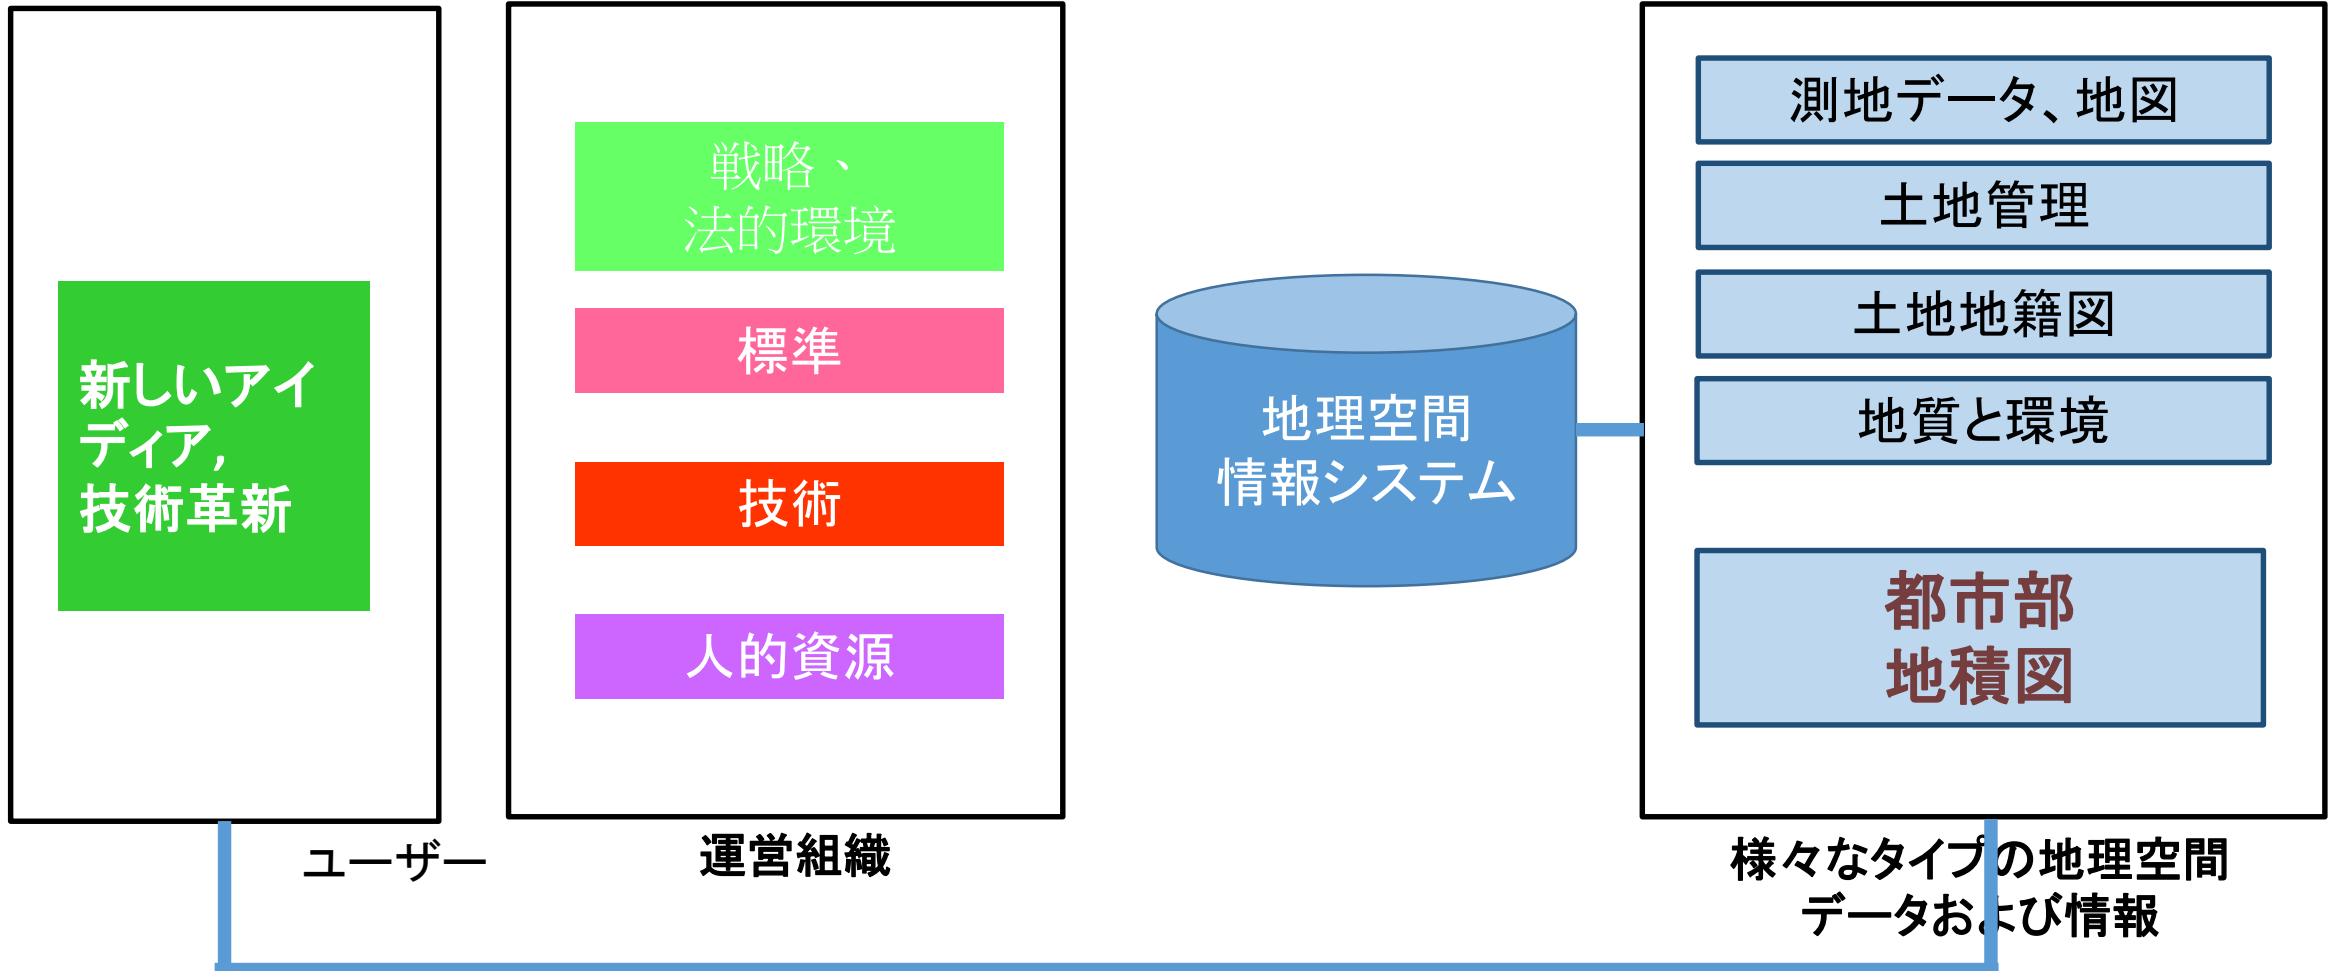 新しいアイ
ディア,
技術革新
ユーザー
戦略、
法的環境
標準
技術
人的資源
運営組織
地理空間
情報システム
測地データ、地図
土地管理
土地地籍図
地質と環境
都市部
地積図
様々なタイプの地理空間
データおよび情報